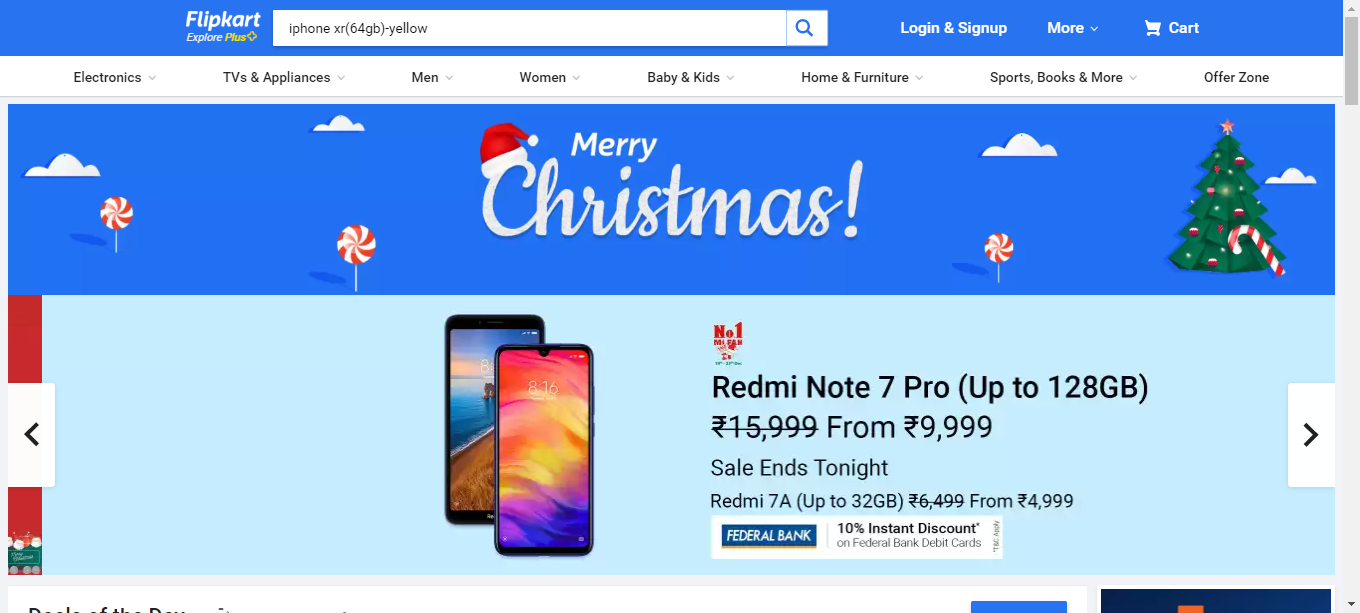 Flipkart
Explore Plus
iphone xr(64gb)-yellow
Login & Signup
More
Cart
Electronics
TVs & Appliances
Men
Women
Baby & Kids
Home & Furniture
Sports, Books & More
Offer Zone
Merry
Christmas!
8:16
No.1
MI FAN
Redmi Note 7 Pro (Up to 128GB)
₹15,999 From ₹9,999
Sale Ends Tonight
Redmi 7A (Up to 32GB) ₹6,499 From ₹4,999
FEDERAL BANK
10% Instant Discount*
on Federal Bank Debit Cards
*T&C Apply
Deals of the Day